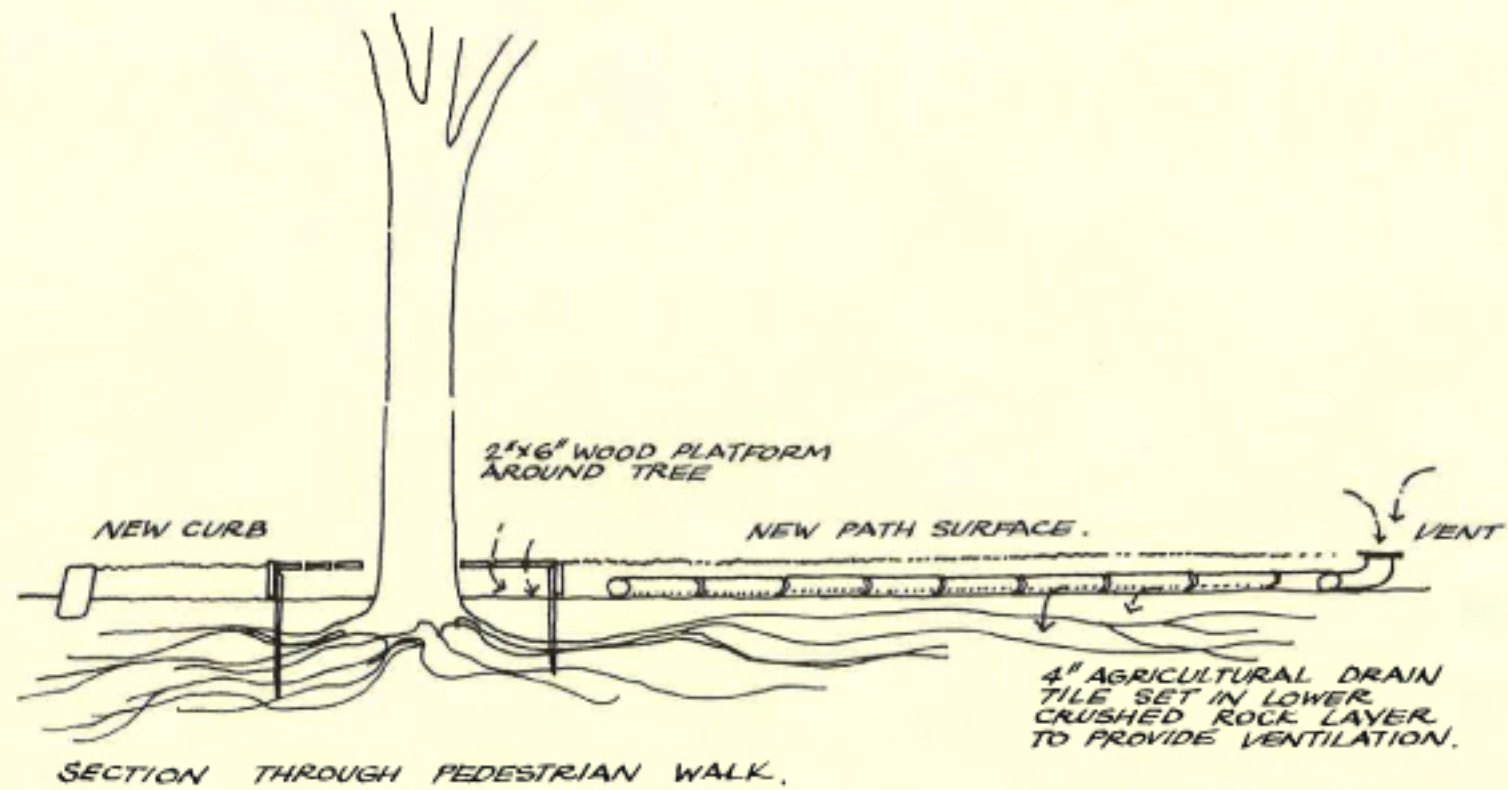 2"x6" WOOD PLATFORM
AROUND TREE
NEW CURB
NEW PATH SURFACE.
VENT
4" AGRICULTURAL DRAIN
TILE SET IN LOWER
CRUSHED ROCK LAYER
TO PROVIDE VENTILATION.
SECTION THROUGH PEDESTRIAN WALK.